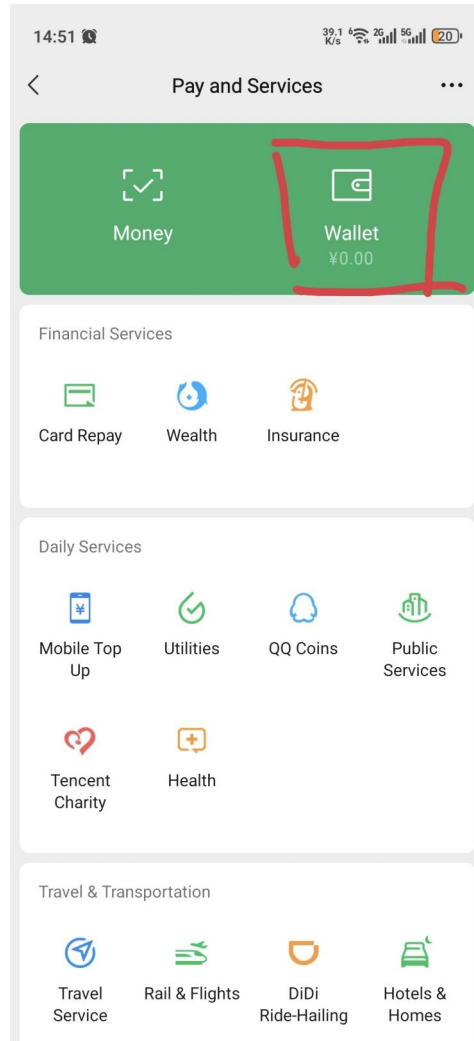 14:51 39.1 K/s 6 2G 5G 20
Pay and Services
Money Wallet
¥0.00
Financial Services
Card Repay Wealth Insurance
Daily Services
¥
Mobile Top Up Utilities QQ Coins Public Services
Tencent Charity Health
Travel & Transportation
Travel Service Rail & Flights DiDi Ride-Hailing Hotels & Homes